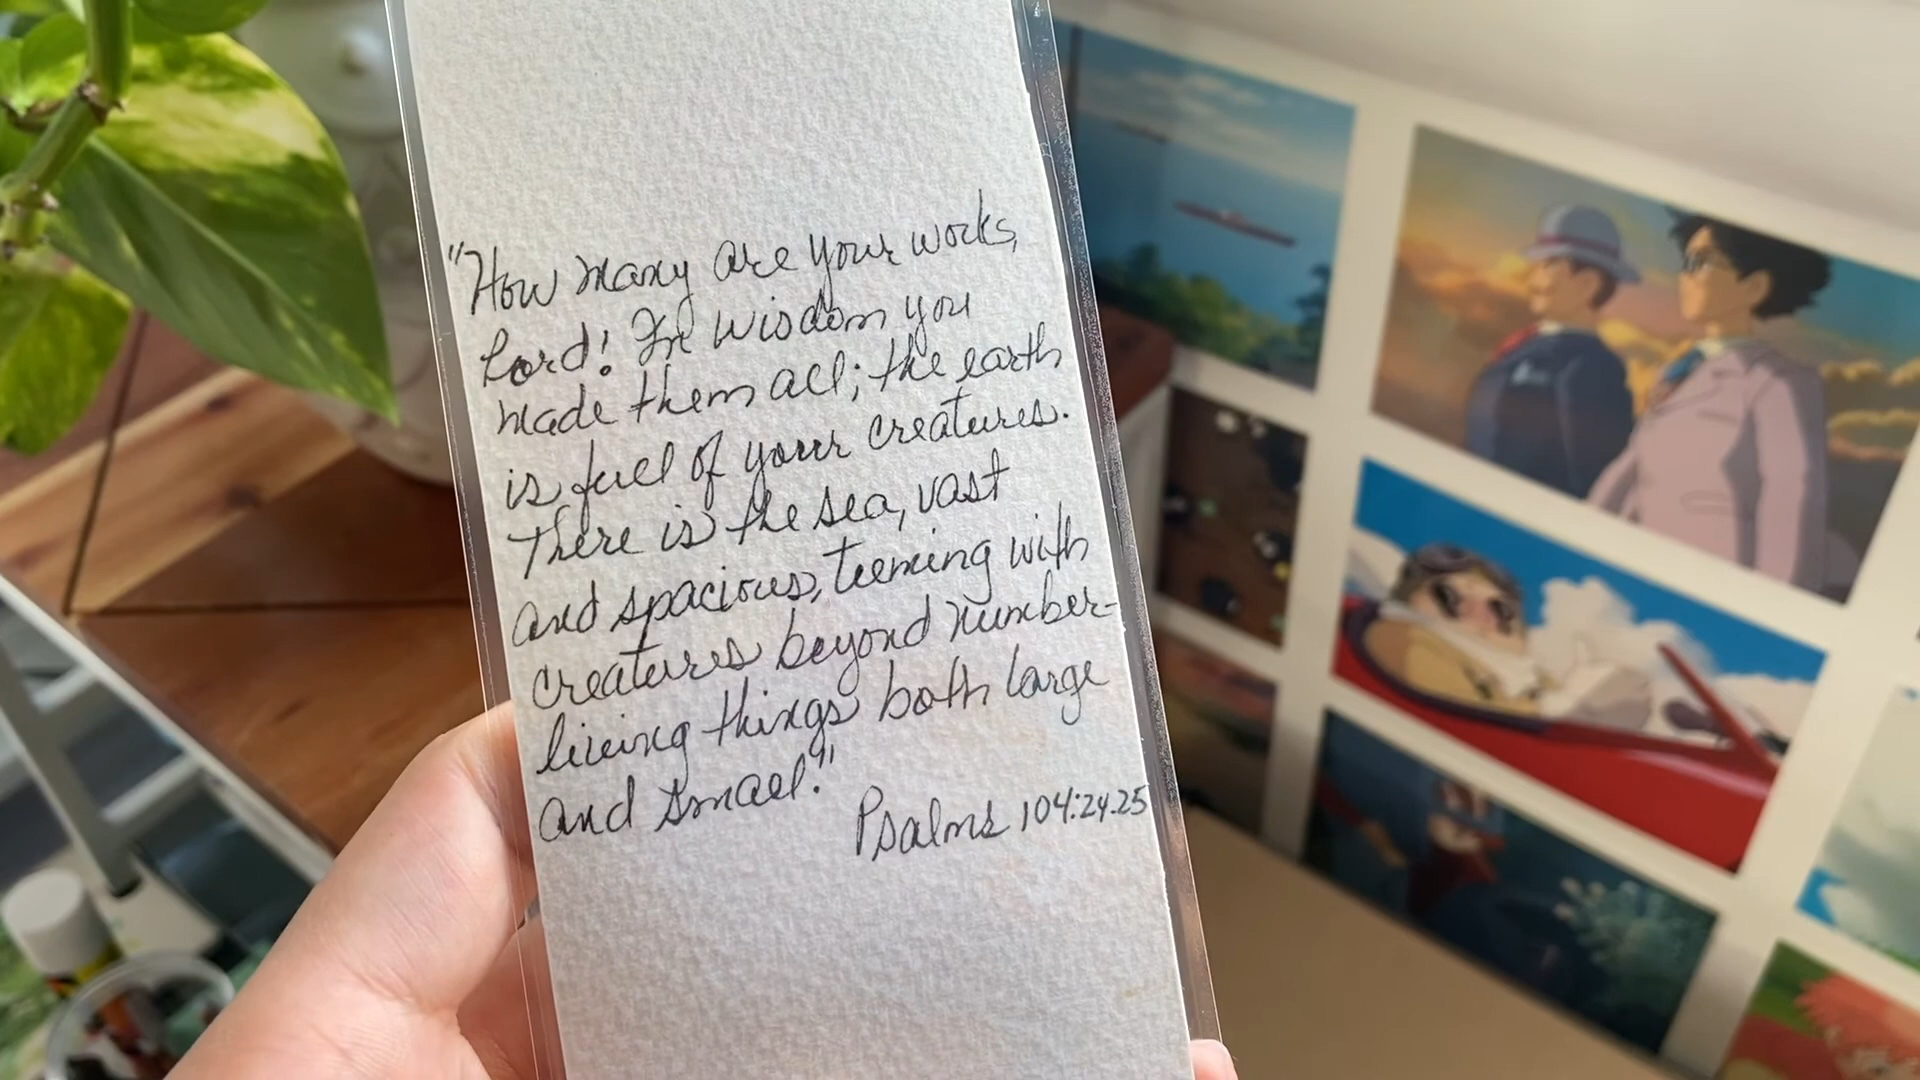 "How many are your works,
Lord! In wisdom you
made them all; the earth
is full of your creatures.
There is the sea, vast
and spacious, teeming with
creatures beyond number-
living things both large
and small."
Psalms 104:24.25